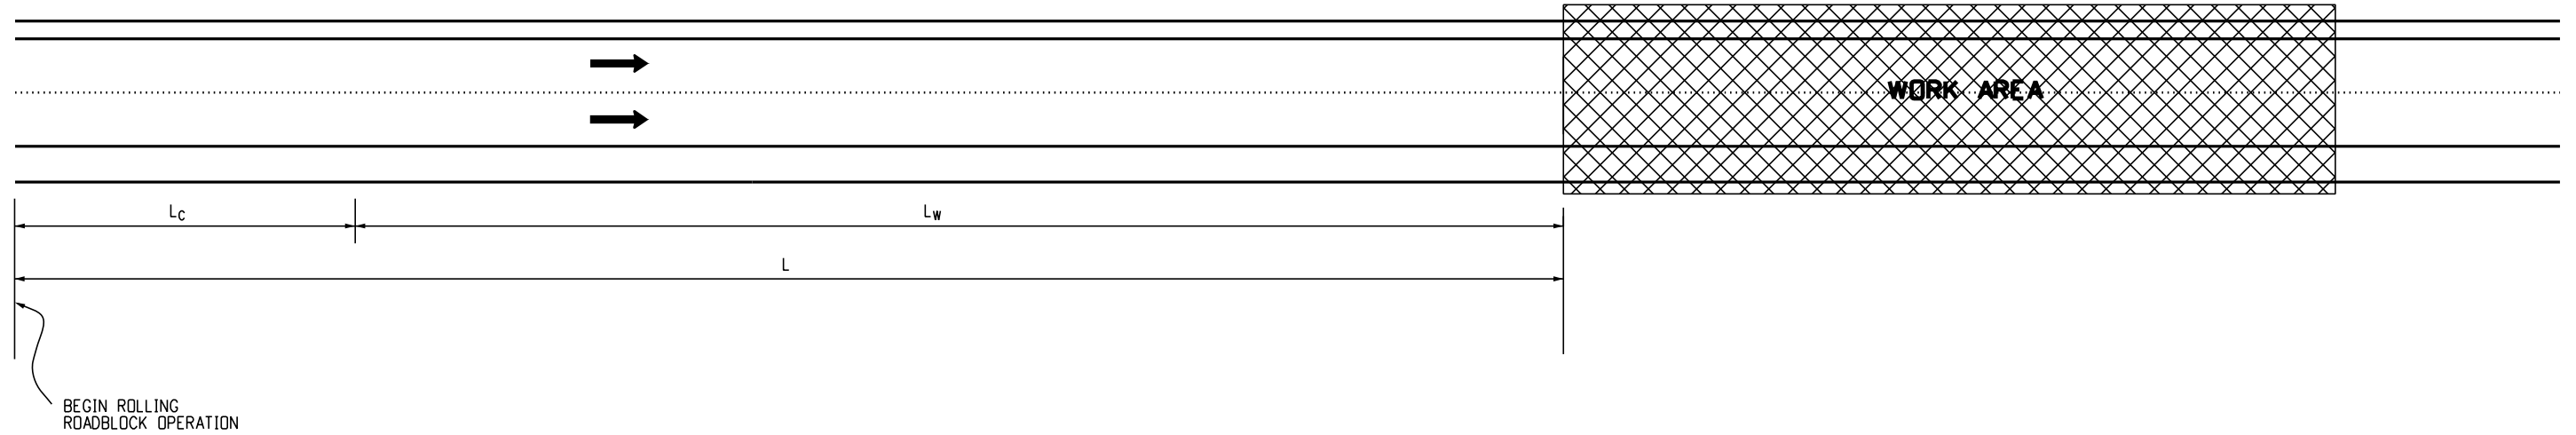 WORK AREA
LC
LW
L
BEGIN ROLLING
ROADBLOCK OPERATION